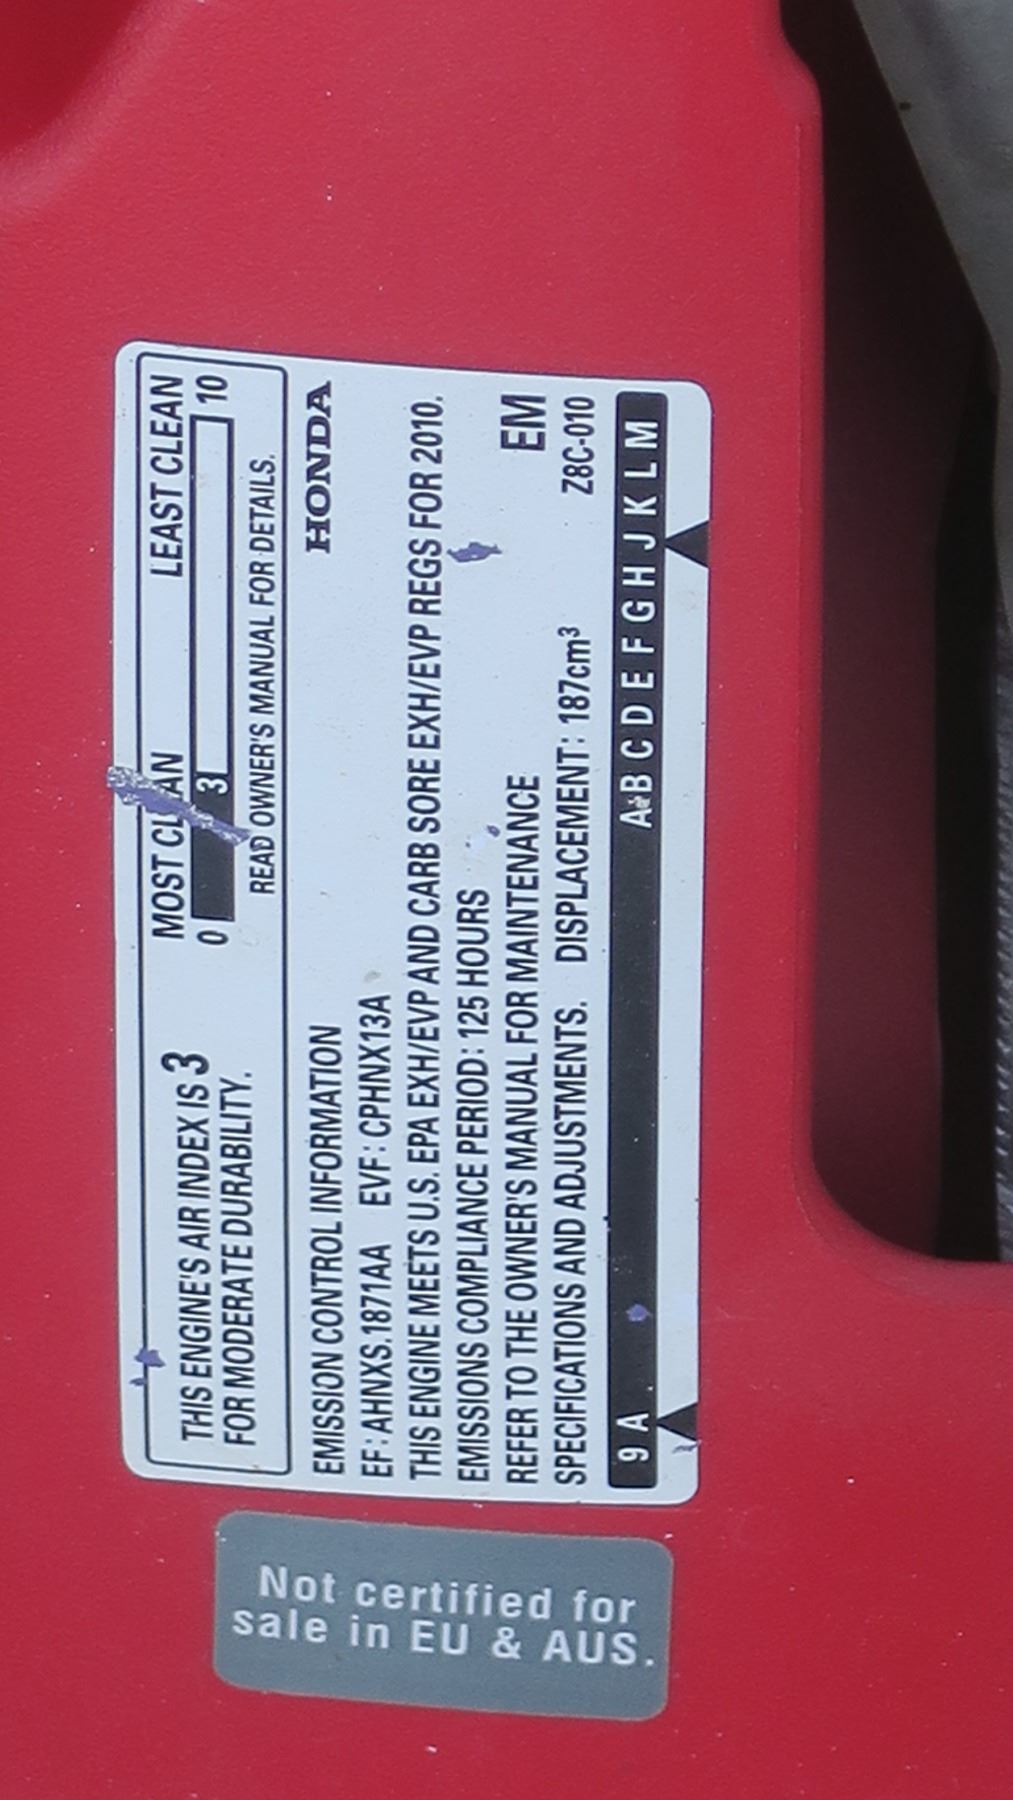 THIS ENGINE'S AIR INDEX IS 3
FOR MODERATE DURABILITY.
MOST CLEAN LEAST CLEAN
0 3 10
READ OWNER'S MANUAL FOR DETAILS.
EMISSION CONTROL INFORMATION HONDA
EF: AHNXS.1871AA EVF: CPHNX13A
THIS ENGINE MEETS U.S. EPA EXH/EVP AND CARB SORE EXH/EVP REGS FOR 2010.
EMISSIONS COMPLIANCE PERIOD: 125 HOURS
REFER TO THE OWNER'S MANUAL FOR MAINTENANCE EM
SPECIFICATIONS AND ADJUSTMENTS. DISPLACEMENT: 187cm³ Z8C-010
9 A A B C D E F G H J K L M
Not certified for
sale in EU & AUS.